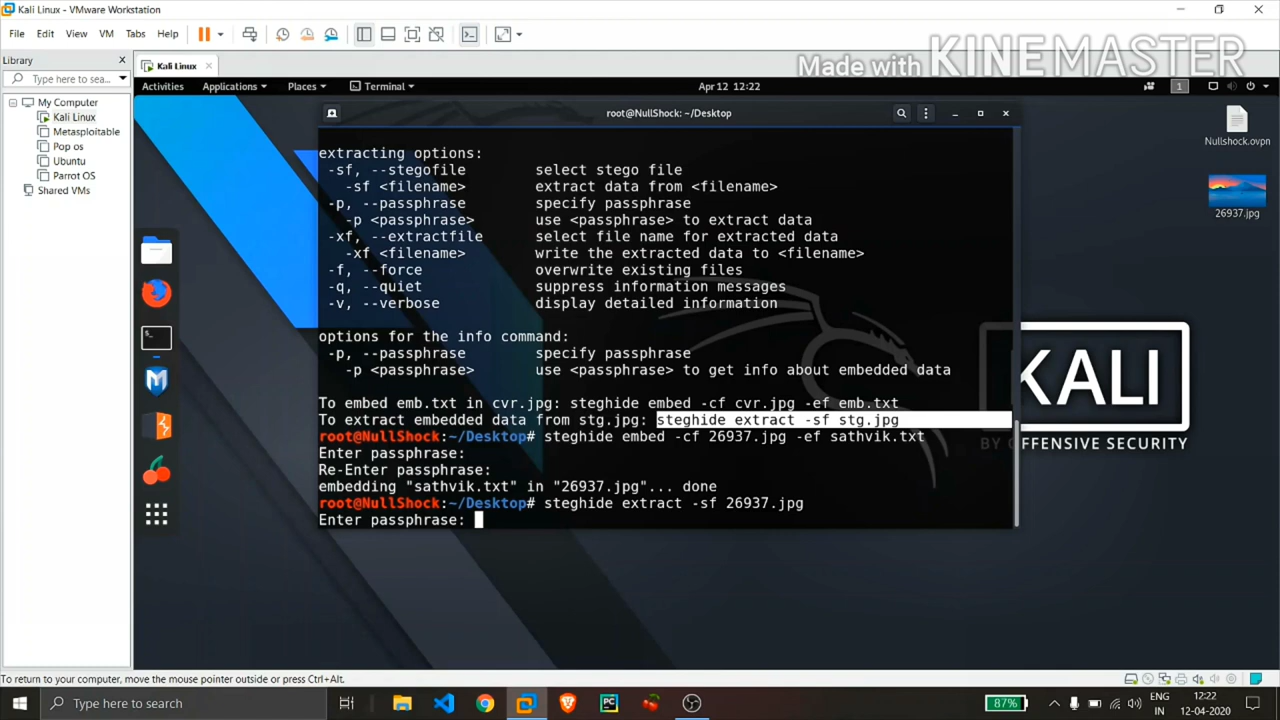 Kali Linux - VMware Workstation
File Edit View VM Tabs Help
Made with KINEMASTER
Library
Type here to sea...
My Computer
Kali Linux
Metasploitable
Pop os
Ubuntu
Parrot OS
Shared VMs
Kali Linux
Activities Applications Places Terminal Apr 12 12:22 1
root@NullShock: ~/Desktop
extracting options:
-sf, --stegofile select stego file
-sf <filename> extract data from <filename>
-p, --passphrase specify passphrase
-p <passphrase> use <passphrase> to extract data
-xf, --extractfile select file name for extracted data
-xf <filename> write the extracted data to <filename>
-f, --force overwrite existing files
-q, --quiet suppress information messages
-v, --verbose display detailed information
options for the info command:
-p, --passphrase specify passphrase
-p <passphrase> use <passphrase> to get info about embedded data
To embed emb.txt in cvr.jpg: steghide embed -cf cvr.jpg -ef emb.txt
To extract embedded data from stg.jpg: steghide extract -sf stg.jpg
root@NullShock:~/Desktop# steghide embed -cf 26937.jpg -ef sathvik.txt
Enter passphrase:
Re-Enter passphrase:
embedding "sathvik.txt" in "26937.jpg"... done
root@NullShock:~/Desktop# steghide extract -sf 26937.jpg
Enter passphrase:
Nullshock.ovpn
26937.jpg
KALI
BY OFFENSIVE SECURITY
To return to your computer, move the mouse pointer outside or press Ctrl+Alt.
Type here to search
PC
87%
ENG
IN
12:22
12-04-2020